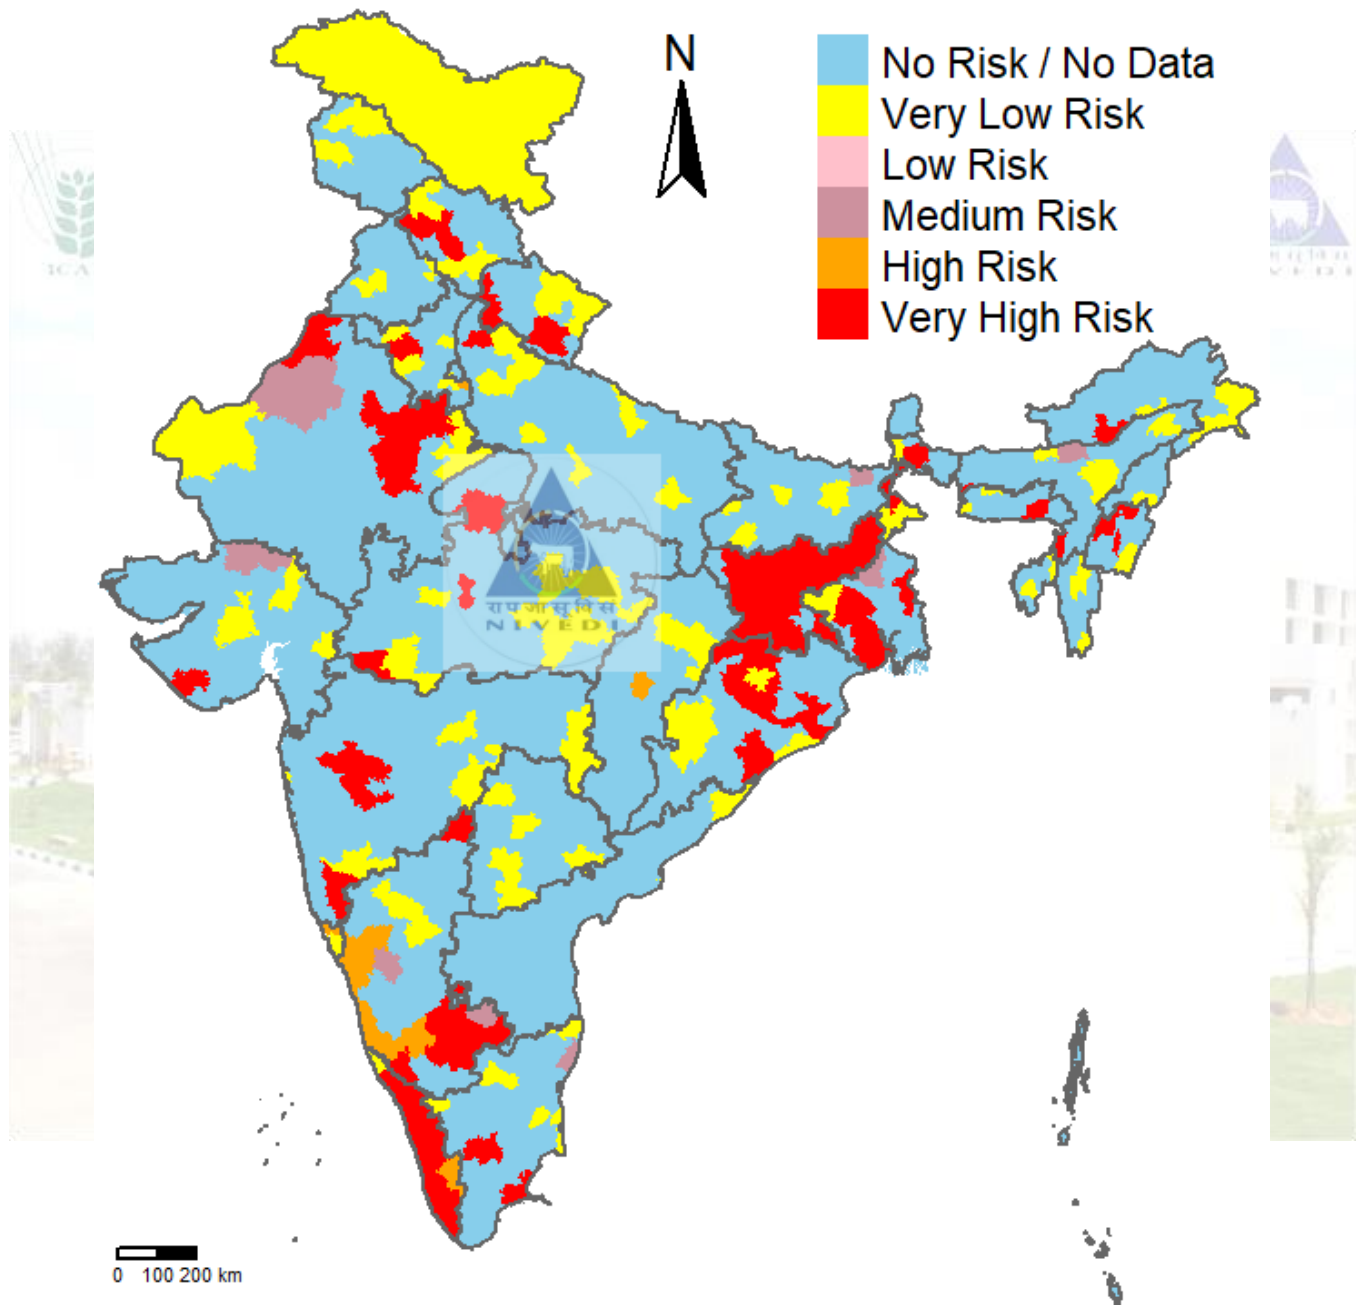 N
No Risk / No Data
Very Low Risk
Low Risk
Medium Risk
High Risk
Very High Risk
रापजासूविसं
NIVEDI
0 100 200 km